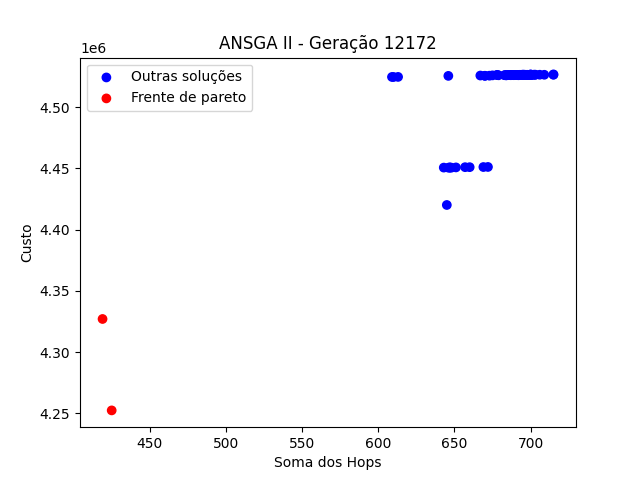 ANSGA II - Geração 12172
1e6
Outras soluções
Frente de pareto
4.50
4.45
4.40
4.35
4.30
4.25
Custo
450
500
550
600
650
700
Soma dos Hops